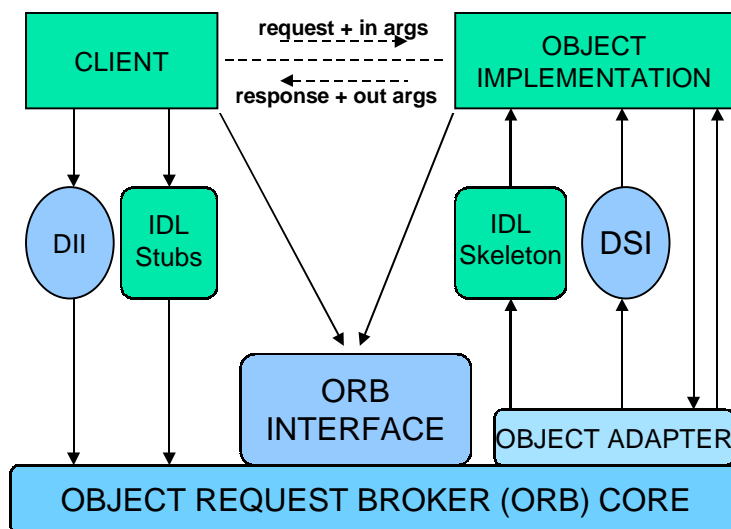 request + in args
CLIENT
response + out args
OBJECT
IMPLEMENTATION
DII
IDL
Stubs
IDL
Skeleton
DSI
ORB
INTERFACE
OBJECT ADAPTER
OBJECT REQUEST BROKER (ORB) CORE